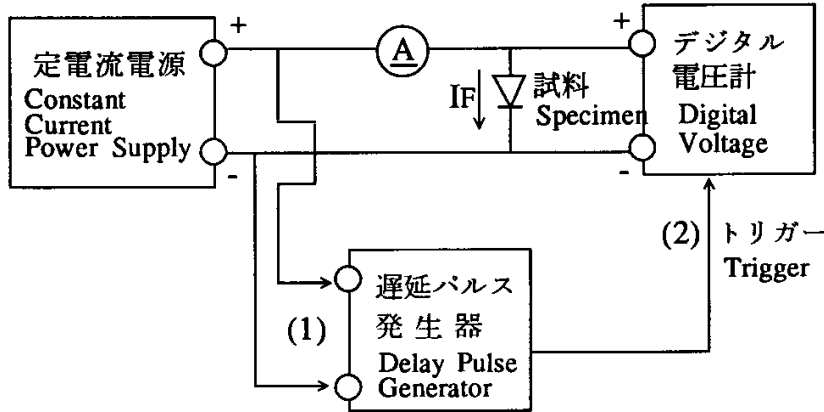 +
定電流電源
Constant
Current
Power Supply
-
A
IF
試料
Specimen
+
デジタル
電圧計
Digital
Voltage
-
(1)
遅延パルス
発生器
Delay Pulse
Generator
(2)
トリガー
Trigger